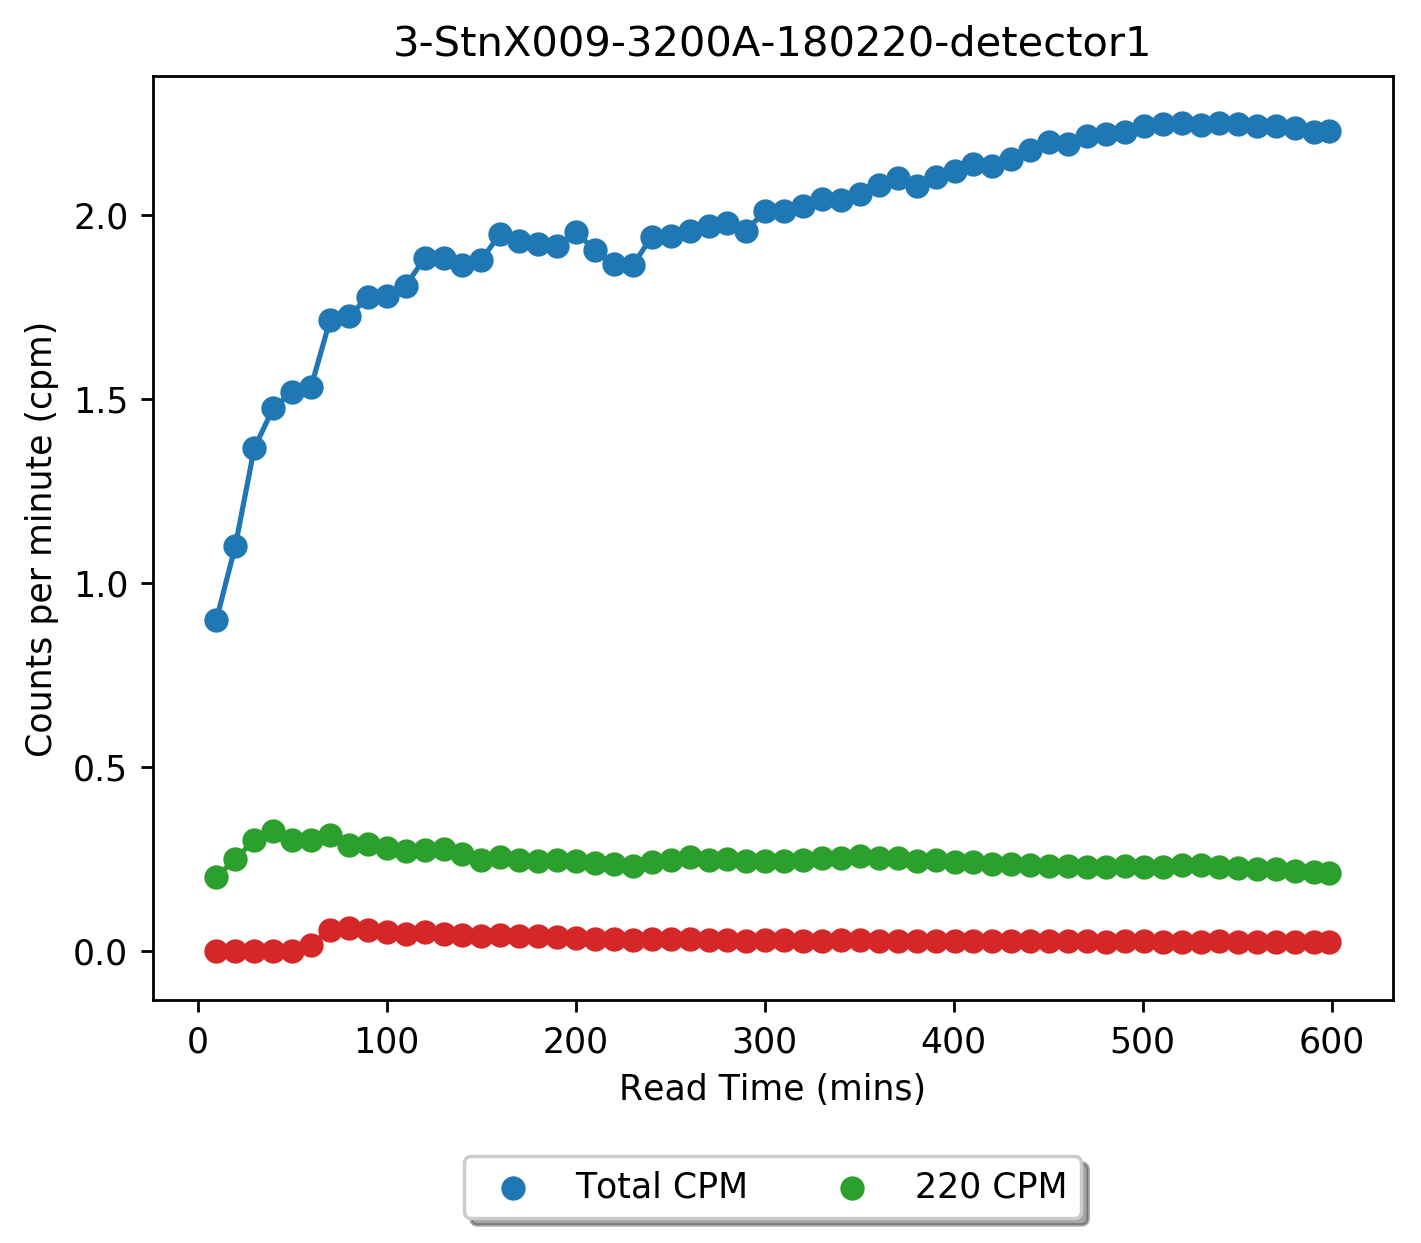 3-StnX009-3200A-180220-detector1
Counts per minute (cpm)
2.0
1.5
1.0
0.5
0.0
0 100 200 300 400 500 600
Read Time (mins)
Total CPM 220 CPM